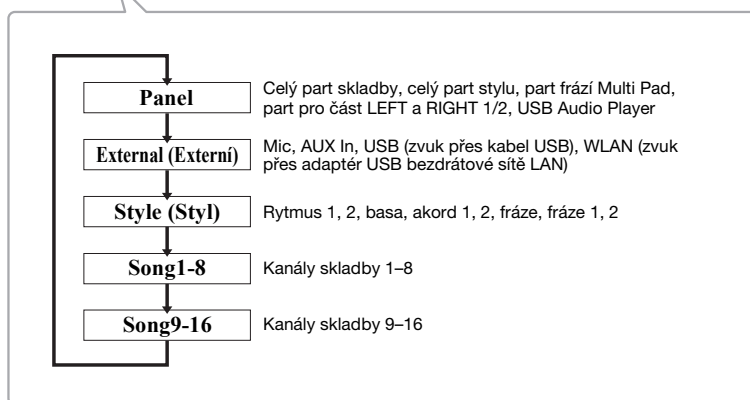 Panel
Celý part skladby, celý part stylu, part frází Multi Pad,
part pro část LEFT a RIGHT 1/2, USB Audio Player
External (Externí)
Mic, AUX In, USB (zvuk přes kabel USB), WLAN (zvuk
přes adaptér USB bezdrátové sítě LAN)
Style (Styl)
Rytmus 1, 2, basa, akord 1, 2, fráze, fráze 1, 2
Song1-8
Kanály skladby 1–8
Song9-16
Kanály skladby 9–16